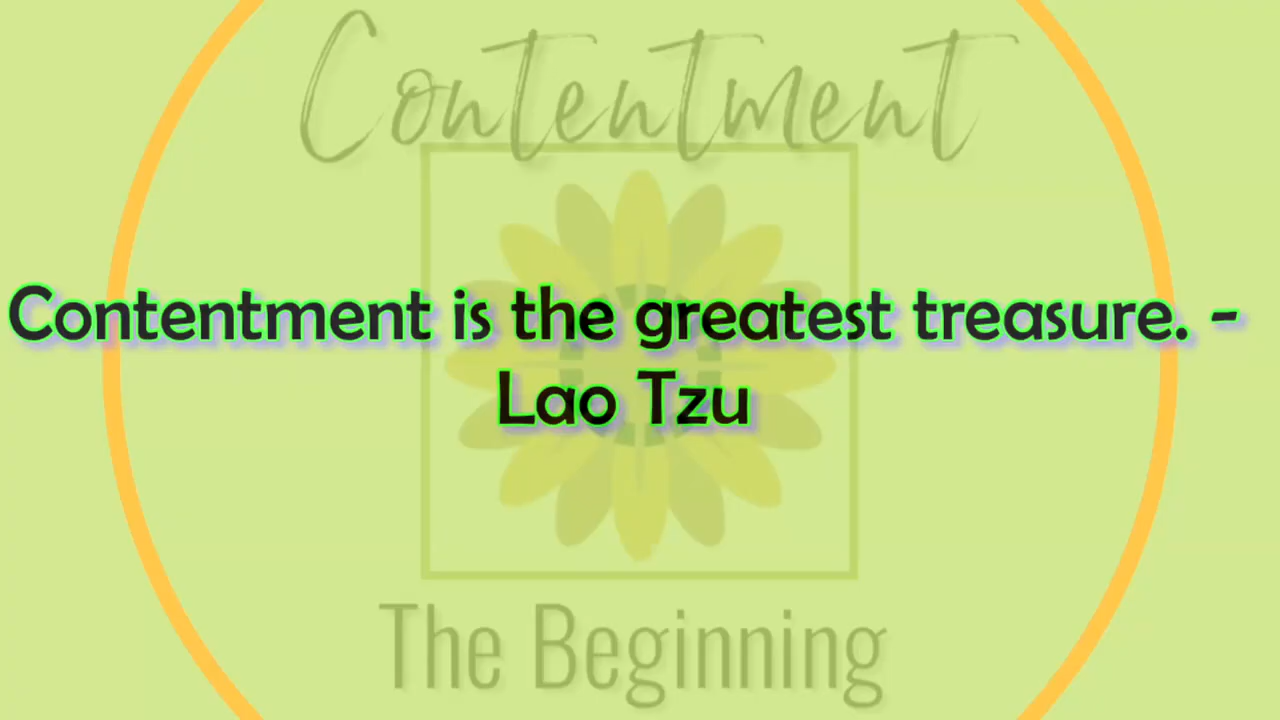 Contentment
Contentment is the greatest treasure. -
Lao Tzu
The Beginning